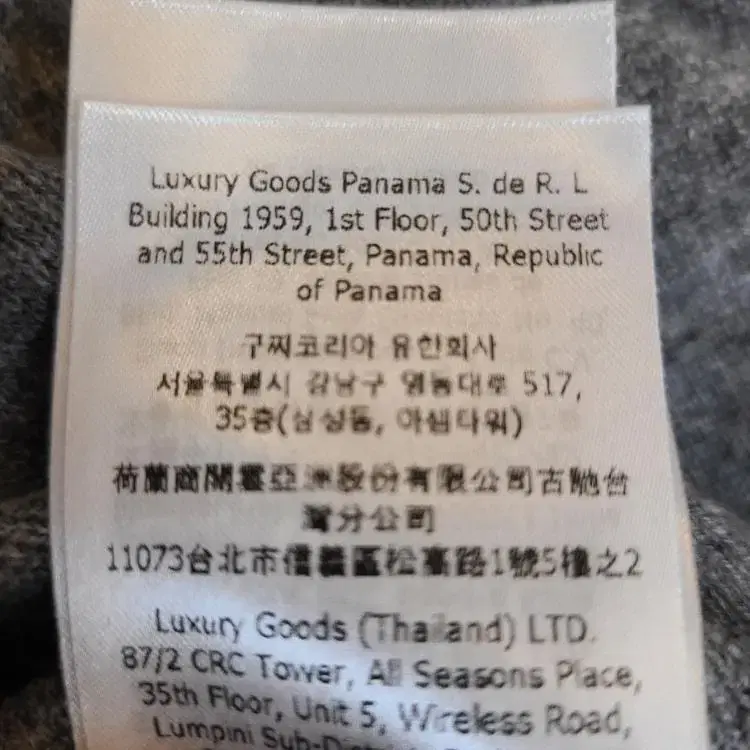 Luxury Goods Panama S. de R. L
Building 1959, 1st Floor, 50th Street
and 55th Street, Panama, Republic
of Panama
구찌코리아 유한회사
서울특별시 강남구 영동대로 517,
35층(삼성동, 아셈타워)
荷蘭商開雲亞洲股份有限公司古馳台
灣分公司
11073台北市信義區松高路1號5樓之2
Luxury Goods (Thailand) LTD.
87/2 CRC Tower, All Seasons Place,
35th Floor, Unit 5, Wireless Road,
Lumpini